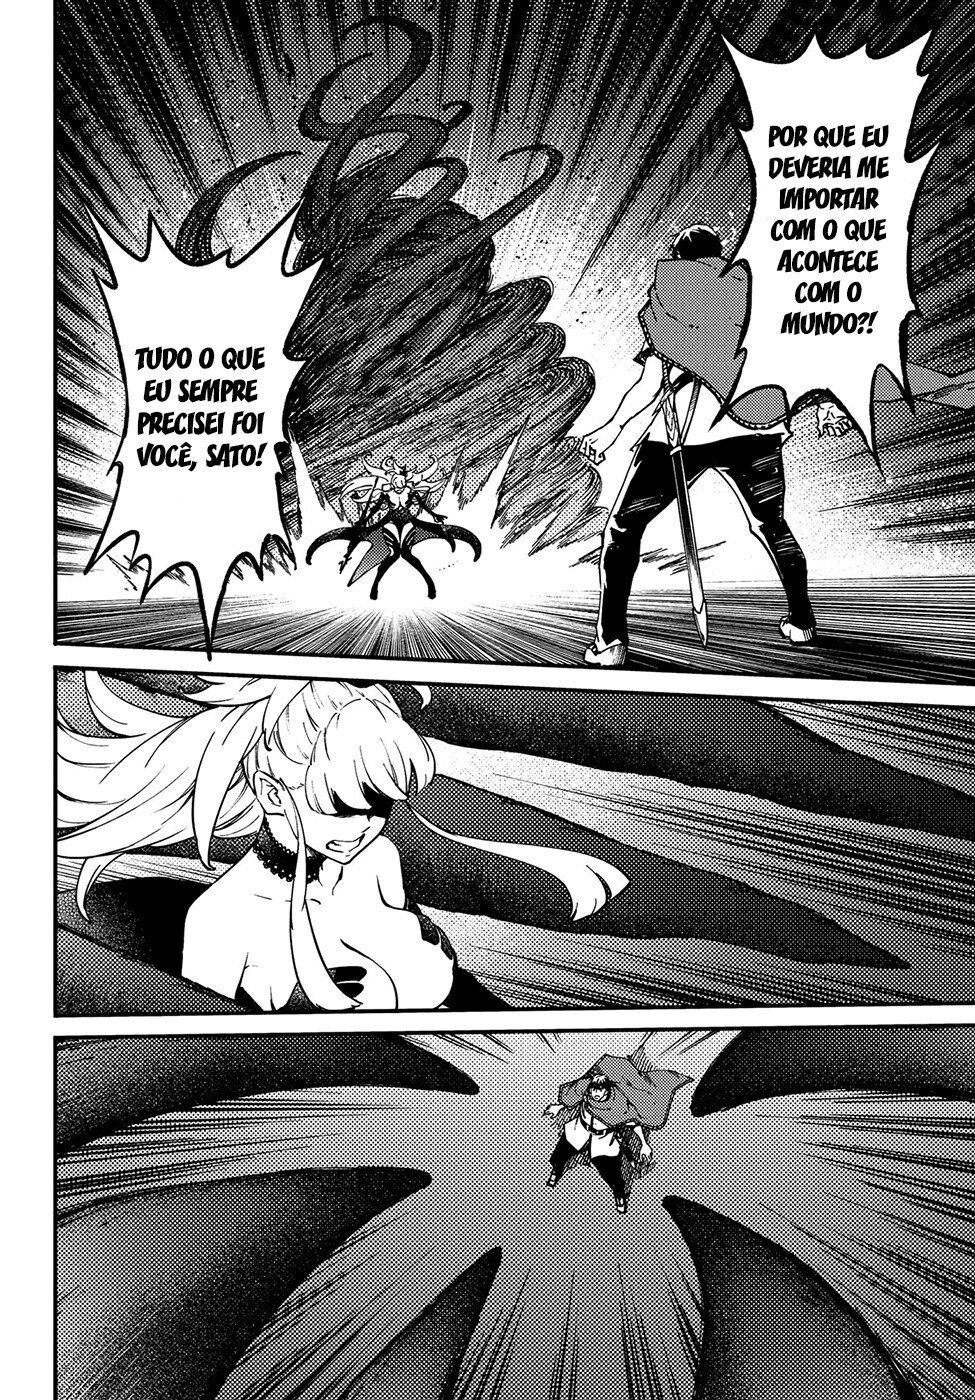 POR QUE EU
DEVERIA ME
IMPORTAR
COM O QUE
ACONTECE
COM O
MUNDO?!
TUDO O QUE
EU SEMPRE
PRECISEI FOI
VOCÊ, SATO!